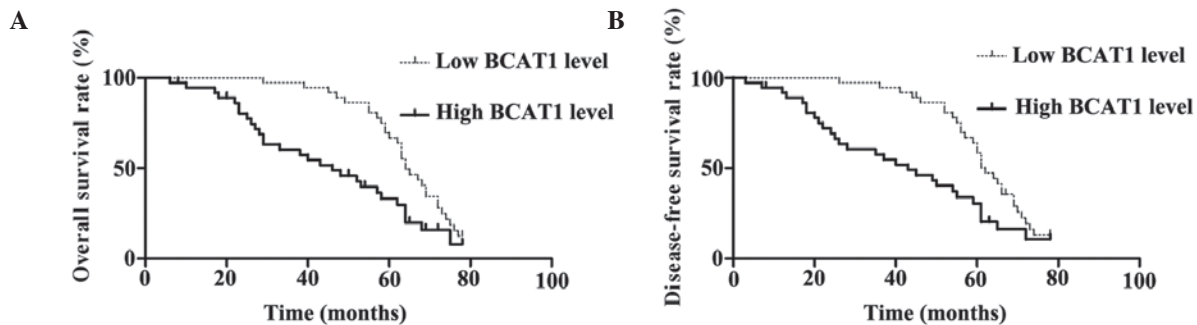 A
Overall survival rate (%)
100
50
0
0 20 40 60 80 100
Time (months)
Low BCAT1 level
High BCAT1 level
B
Disease-free survival rate (%)
100
50
0
0 20 40 60 80 100
Time (months)
Low BCAT1 level
High BCAT1 level